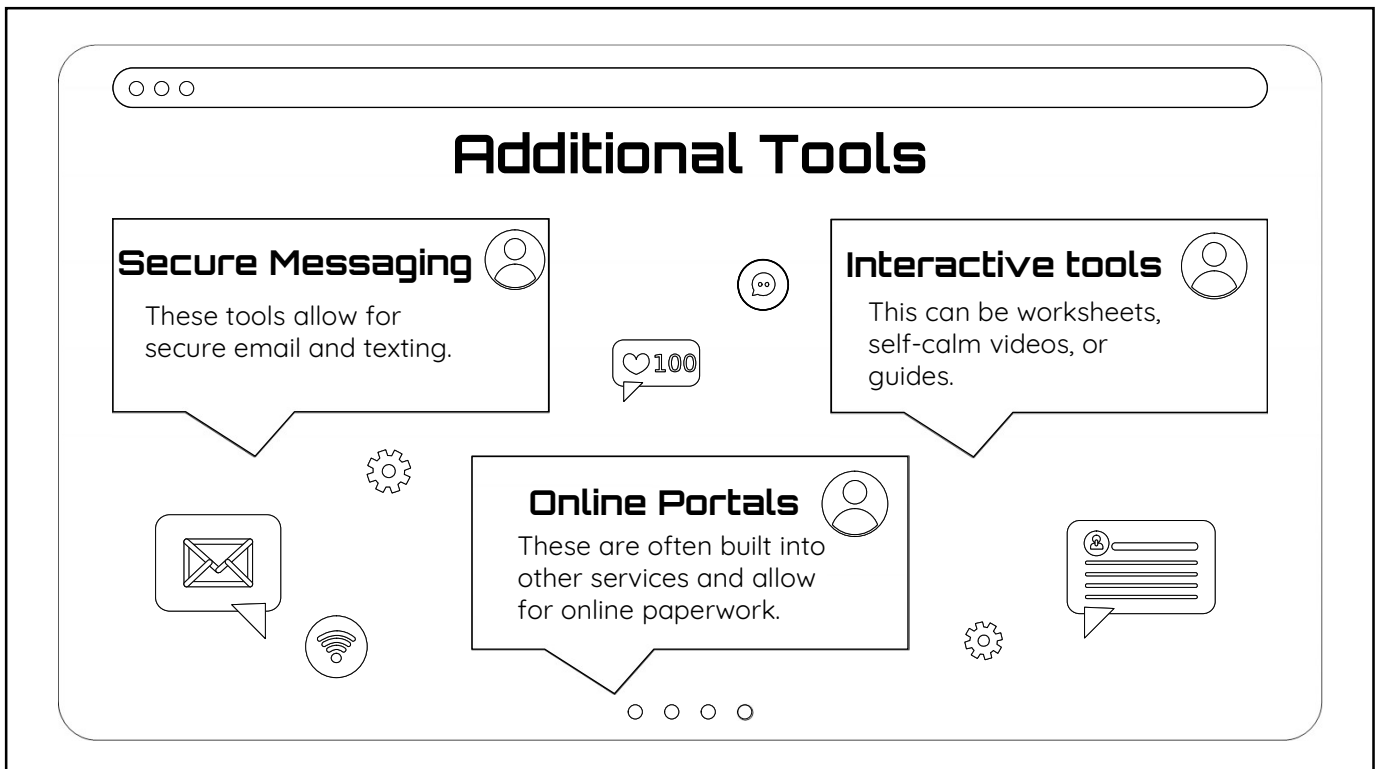 Additional Tools
Secure Messaging
These tools allow for
secure email and texting.
Interactive tools
This can be worksheets,
self-calm videos, or
guides.
100
Online Portals
These are often built into
other services and allow
for online paperwork.